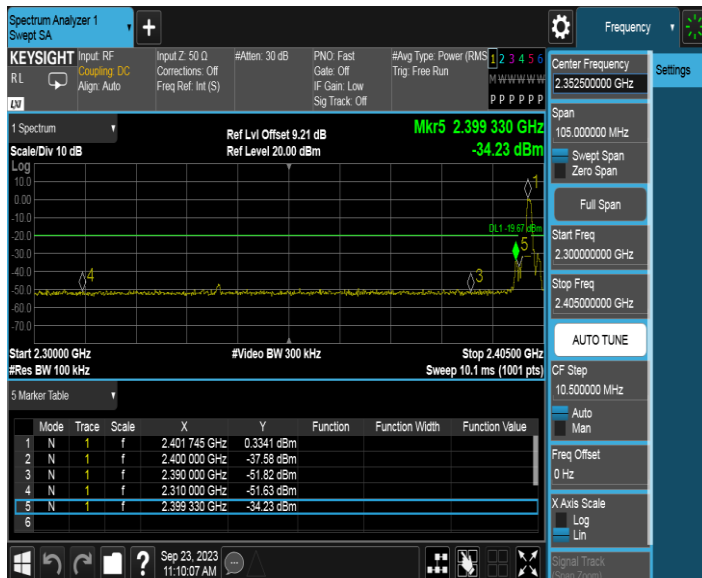 Spectrum Analyzer 1
Swept SA
+
Frequency
KEYSIGHT
RL
LXI
Input: RF
Coupling: DC
Align: Auto
Input Z: 50 Ω
Corrections: Off
Freq Ref: Int (S)
#Atten: 30 dB
PNO: Fast
Gate: Off
IF Gain: Low
Sig Track: Off
#Avg Type: Power (RMS
Trig: Free Run
1 2 3 4 5 6
M W W W W W
P P P P P P
1 Spectrum
Scale/Div 10 dB
Ref Lvl Offset 9.21 dB
Ref Level 20.00 dBm
Mkr5 2.399 330 GHz
-34.23 dBm
Log
10.0
0.00
-10.0
-20.0
-30.0
-40.0
-50.0
-60.0
-70.0
1
DL1 -19.67 dBm
5
4
3
Start 2.30000 GHz
#Video BW 300 kHz
Stop 2.40500 GHz
#Res BW 100 kHz
Sweep 10.1 ms (1001 pts)
5 Marker Table
Mode Trace Scale X Y Function Function Width Function Value
1 N 1 f 2.401 745 GHz 0.3341 dBm
2 N 1 f 2.400 000 GHz -37.58 dBm
3 N 1 f 2.390 000 GHz -51.82 dBm
4 N 1 f 2.310 000 GHz -51.63 dBm
5 N 1 f 2.399 330 GHz -34.23 dBm
6
?
Sep 23, 2023
11:10:07 AM
Center Frequency
2.352500000 GHz
Settings
Span
105.000000 MHz
Swept Span
Zero Span
Full Span
Start Freq
2.300000000 GHz
Stop Freq
2.405000000 GHz
AUTO TUNE
CF Step
10.500000 MHz
Auto
Man
Freq Offset
0 Hz
X Axis Scale
Log
Lin
Signal Track
(Span Zoom)